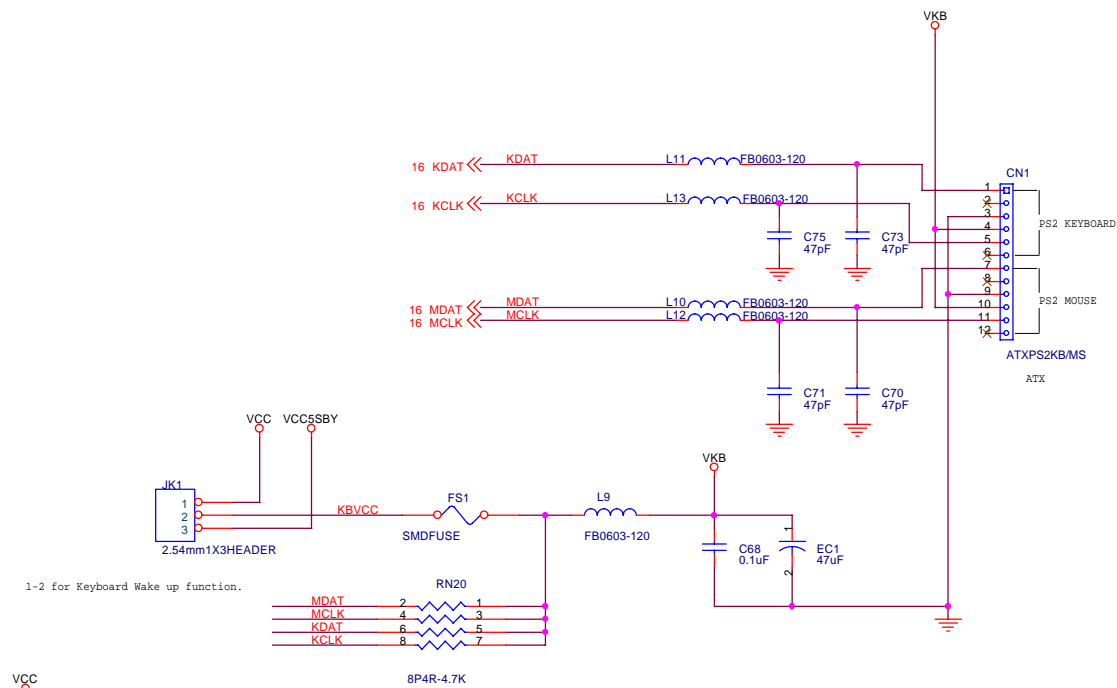 VKB
16 KDAT KDAT L11 FB0603-120
CN1
16 KCLK KCLK L13 FB0603-120
1
2
3
4
5
6
7
8
9
10
11
12
PS2 KEYBOARD
C75
47pF
C73
47pF
16 MDAT MDAT L10 FB0603-120
16 MCLK MCLK L12 FB0603-120
PS2 MOUSE
ATXPS2KB/MS
ATX
C71
47pF
C70
47pF
VCC VCC5SBY
VKB
JK1
1
2
3
KBVCC
FS1
SMDFUSE
L9
FB0603-120
2.54mm1X3HEADER
C68
0.1uF
1
EC1
47uF
2
1-2 for Keyboard Wake up function.
RN20
MDAT 2 1
MCLK 4 3
KDAT 6 5
KCLK 8 7
8P4R-4.7K
VCC